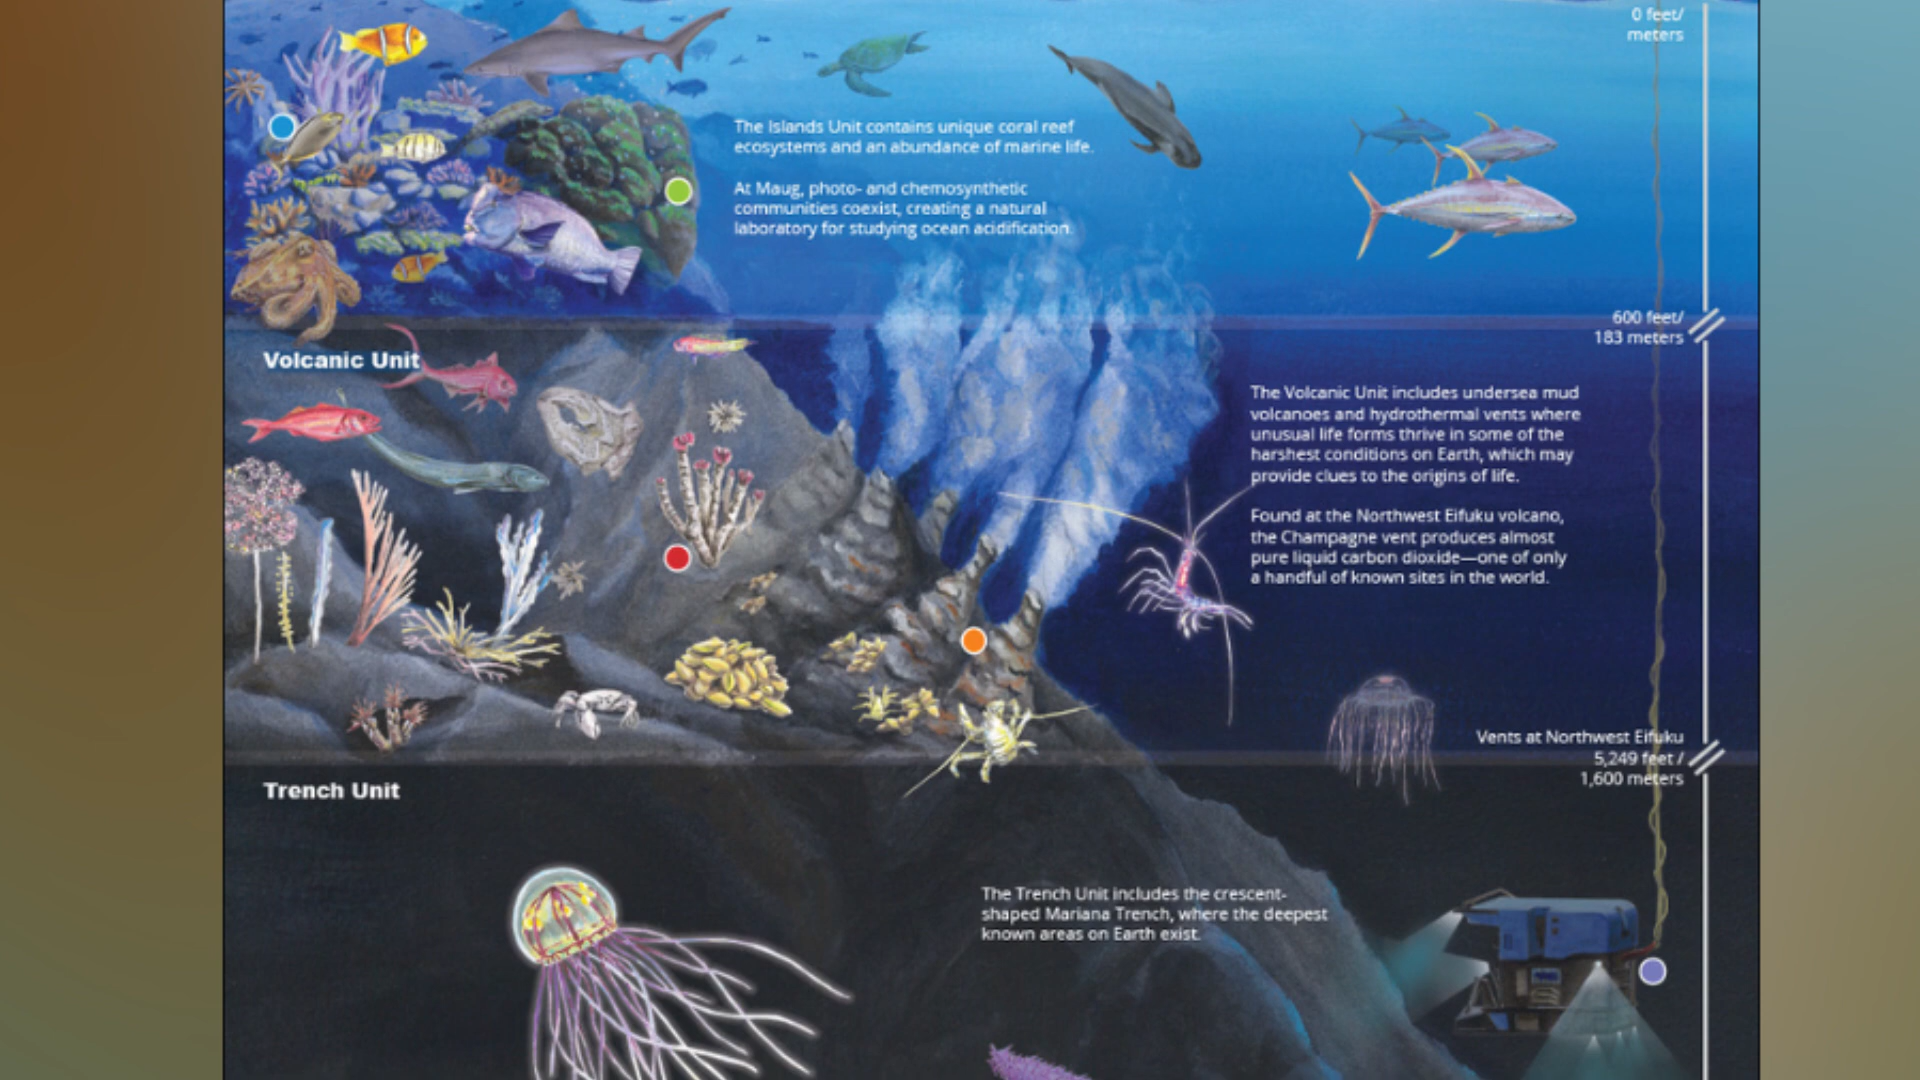 0 feet/
meters
The Islands Unit contains unique coral reef
ecosystems and an abundance of marine life.
At Maug, photo- and chemosynthetic
communities coexist, creating a natural
laboratory for studying ocean acidification.
600 feet/
183 meters
Volcanic Unit
The Volcanic Unit includes undersea mud
volcanoes and hydrothermal vents where
unusual life forms thrive in some of the
harshest conditions on Earth, which may
provide clues to the origins of life.
Found at the Northwest Eifuku volcano,
the Champagne vent produces almost
pure liquid carbon dioxide—one of only
a handful of known sites in the world.
Vents at Northwest Eifuku
5,249 feet /
1,600 meters
Trench Unit
The Trench Unit includes the crescent-
shaped Mariana Trench, where the deepest
known areas on Earth exist.